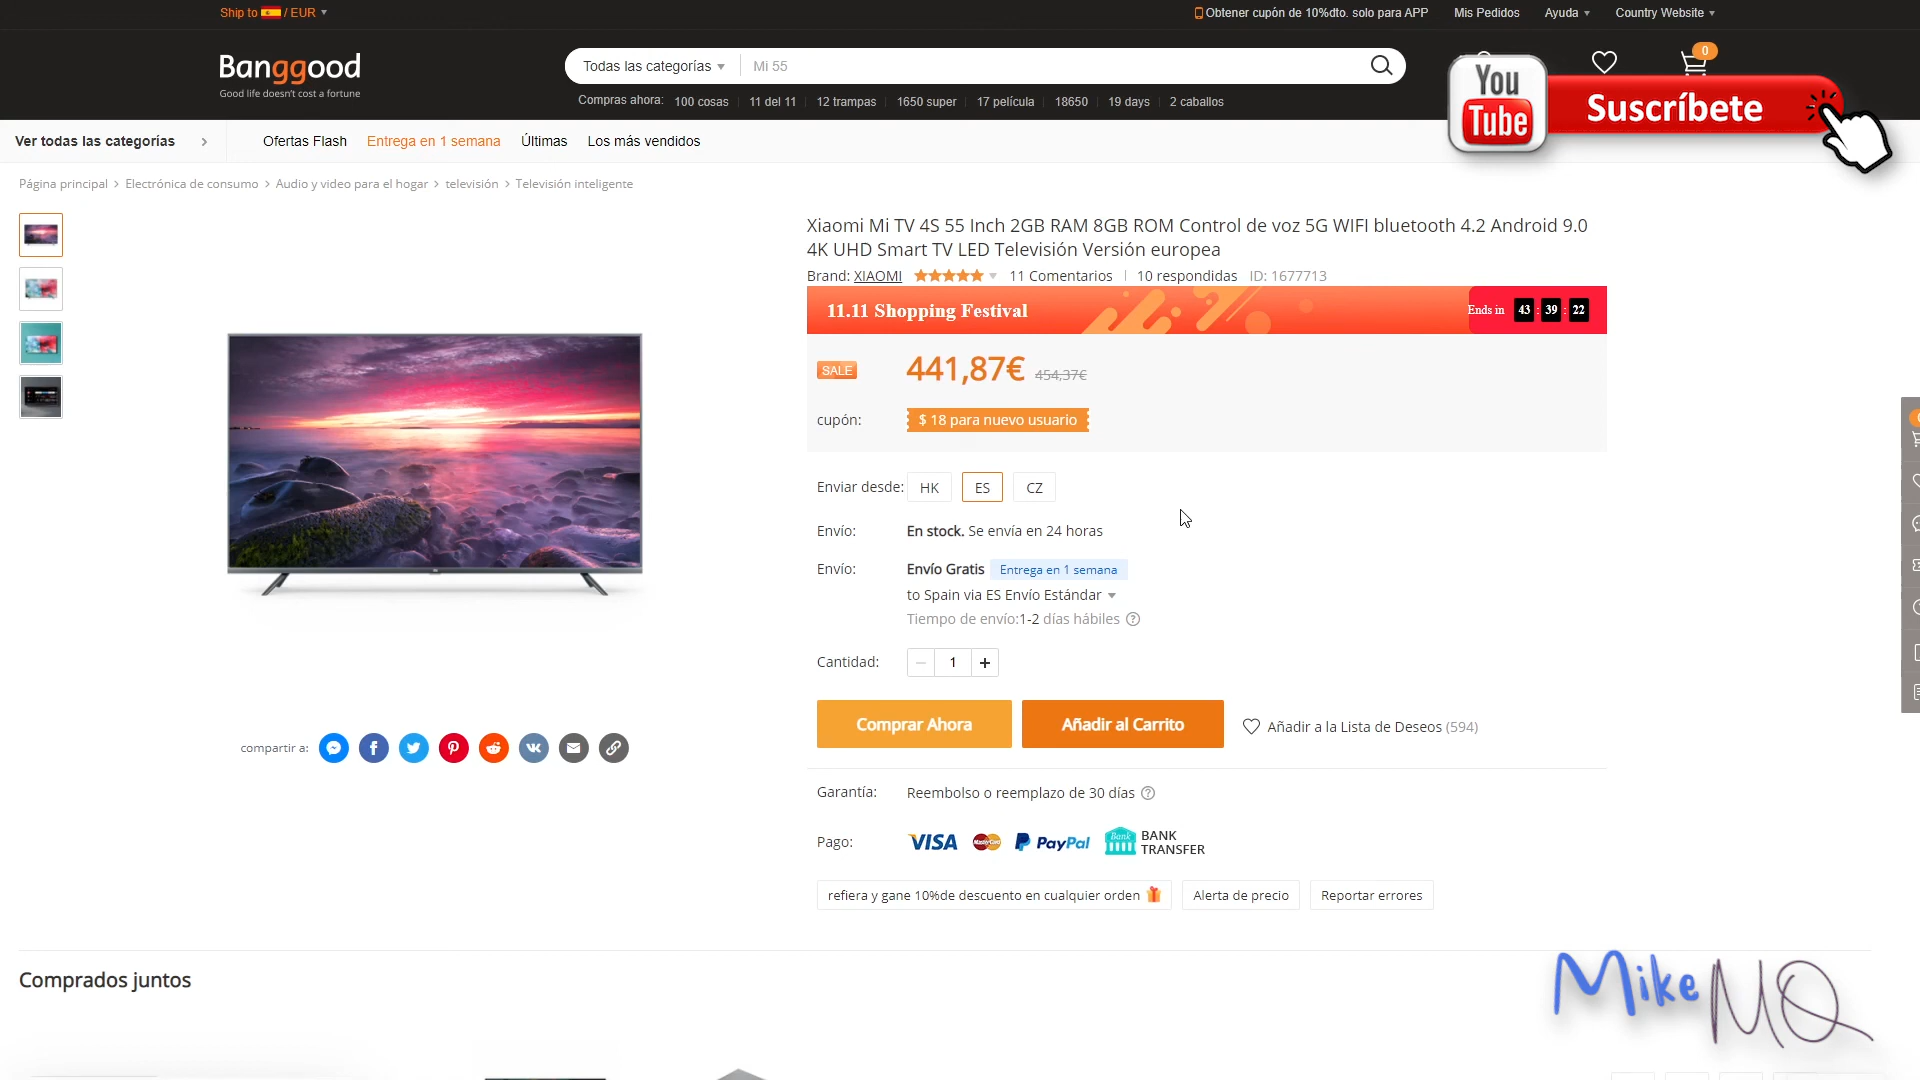 Ship to / EUR
Obtener cupón de 10%dto. solo para APP
Mis Pedidos
Ayuda
Country Website
Banggood
Good life doesn't cost a fortune
Todas las categorías
Mi 55
0
Compras ahora: 100 cosas 11 del 11 12 trampas 1650 super 17 película 18650 19 days 2 caballos
You
Tube
Suscríbete
Ver todas las categorías
Ofertas Flash
Entrega en 1 semana
Últimas
Los más vendidos
Página principal > Electrónica de consumo > Audio y video para el hogar > televisión > Televisión inteligente
Xiaomi Mi TV 4S 55 Inch 2GB RAM 8GB ROM Control de voz 5G WIFI bluetooth 4.2 Android 9.0
4K UHD Smart TV LED Televisión Versión europea
Brand: XIAOMI 11 Comentarios 10 respondidas ID: 1677713
11.11 Shopping Festival
Ends in 43 : 39 : 22
SALE 441,87€ 454,37€
cupón: $ 18 para nuevo usuario
Enviar desde: HK ES CZ
Envío: En stock. Se envía en 24 horas
Envío: Envío Gratis Entrega en 1 semana
to Spain via ES Envío Estándar
Tiempo de envío:1-2 días hábiles ?
Cantidad: − 1 +
Comprar Ahora
Añadir al Carrito
Añadir a la Lista de Deseos (594)
compartir a:
Garantía: Reembolso o reemplazo de 30 días ?
Pago: VISA MasterCard PayPal Bank BANK
TRANSFER
refiera y gane 10%de descuento en cualquier orden
Alerta de precio
Reportar errores
Comprados juntos
Mike MQ